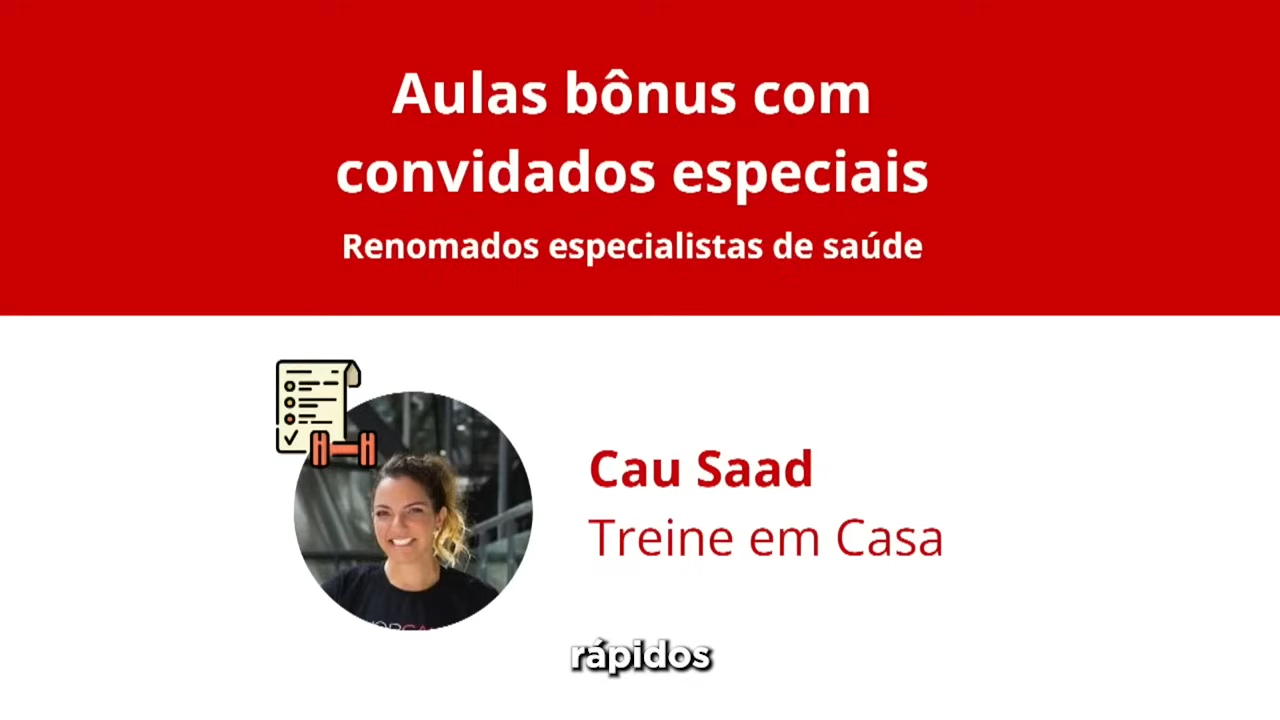 Aulas bônus com
convidados especiais
Renomados especialistas de saúde
Cau Saad
Treine em Casa
rápidos